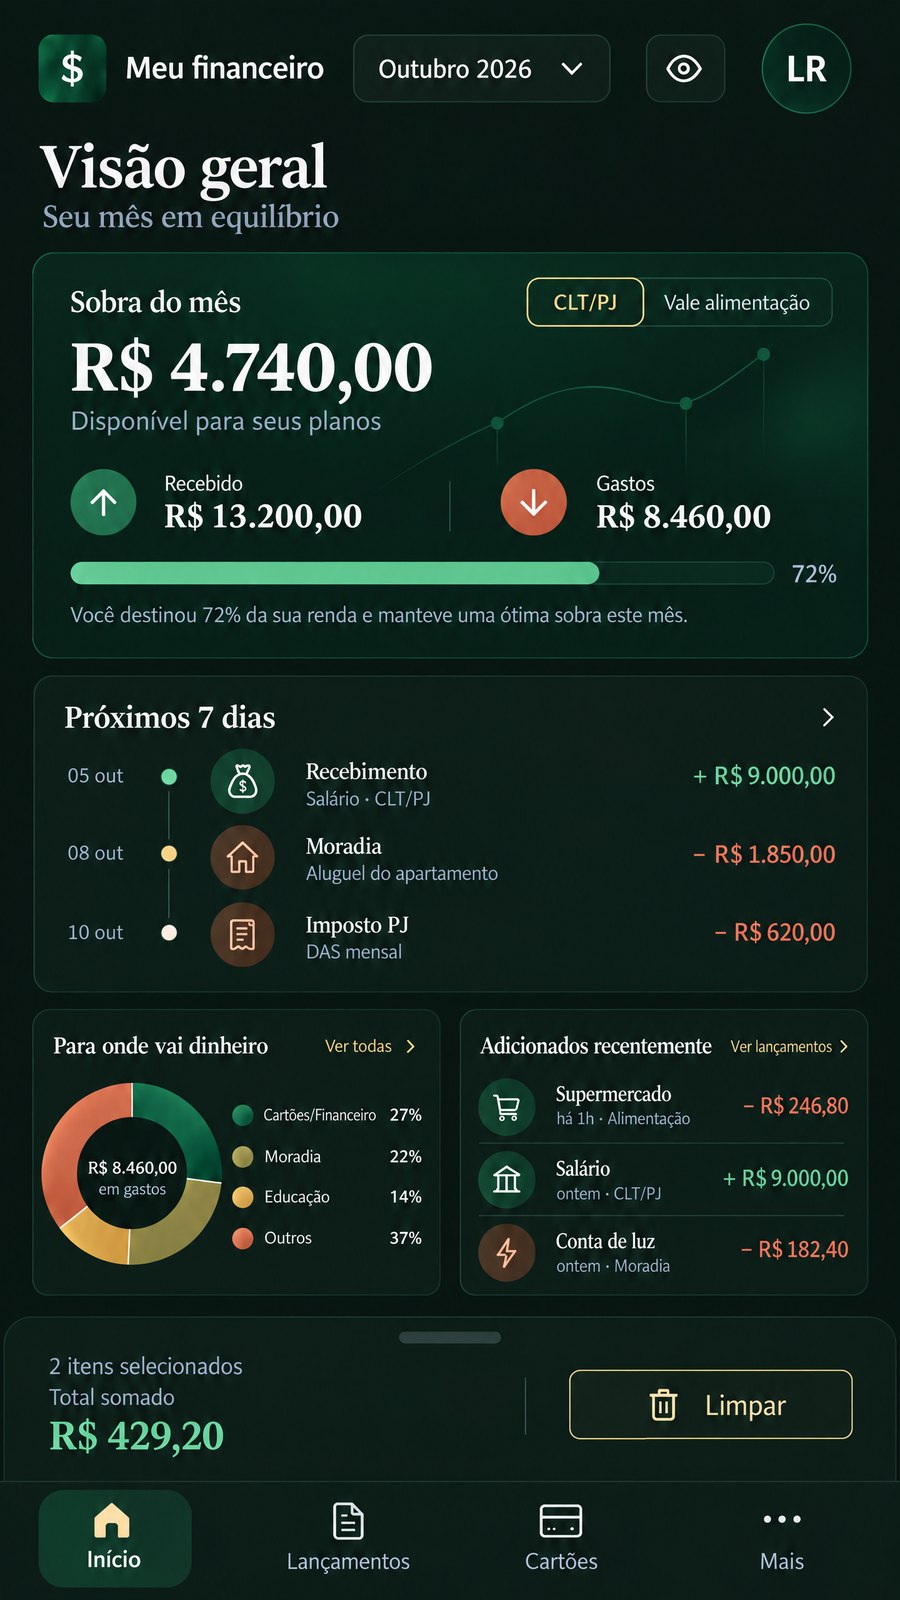 $ Meu financeiro
Outubro 2026
LR
Visão geral
Seu mês em equilíbrio
Sobra do mês
CLT/PJ
Vale alimentação
R$ 4.740,00
Disponível para seus planos
Recebido
R$ 13.200,00
Gastos
R$ 8.460,00
72%
Você destinou 72% da sua renda e manteve uma ótima sobra este mês.
Próximos 7 dias
05 out
$
Recebimento
Salário · CLT/PJ
+ R$ 9.000,00
08 out
Moradia
Aluguel do apartamento
− R$ 1.850,00
10 out
Imposto PJ
DAS mensal
− R$ 620,00
Para onde vai dinheiro
Ver todas
R$ 8.460,00
em gastos
Cartões/Financeiro 27%
Moradia 22%
Educação 14%
Outros 37%
Adicionados recentemente
Ver lançamentos
Supermercado
há 1h · Alimentação
− R$ 246,80
Salário
ontem · CLT/PJ
+ R$ 9.000,00
Conta de luz
ontem · Moradia
− R$ 182,40
2 itens selecionados
Total somado
R$ 429,20
Limpar
Início
Lançamentos
Cartões
Mais